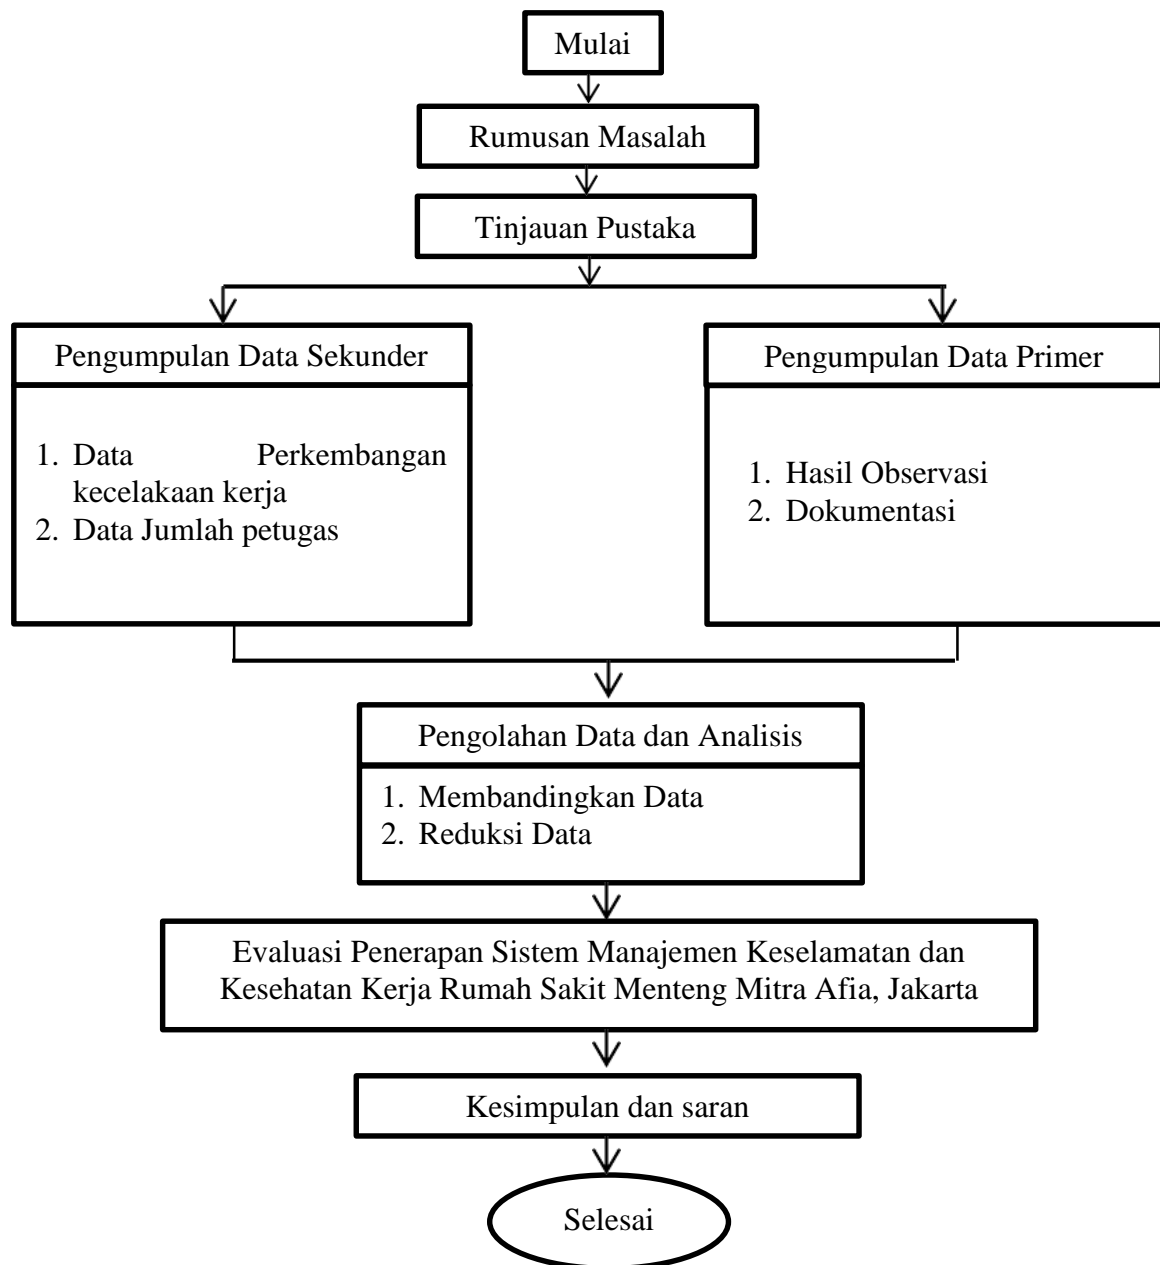 Mulai
Rumusan Masalah
Tinjauan Pustaka
Pengumpulan Data Sekunder
1. Data Perkembangan
kecelakaan kerja
2. Data Jumlah petugas
Pengumpulan Data Primer
1. Hasil Observasi
2. Dokumentasi
Pengolahan Data dan Analisis
1. Membandingkan Data
2. Reduksi Data
Evaluasi Penerapan Sistem Manajemen Keselamatan dan
Kesehatan Kerja Rumah Sakit Menteng Mitra Afia, Jakarta
Kesimpulan dan saran
Selesai